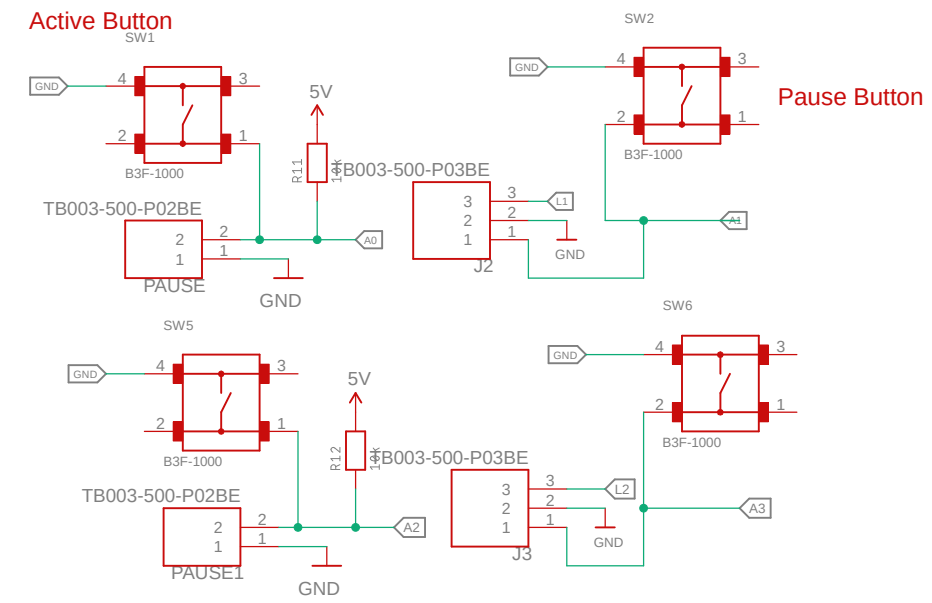 Active Button
SW1
GND
4
3
2
1
B3F-1000
5V
R11
10k
TB003-500-P02BE
2
1
2
1
PAUSE
GND
A0
SW2
GND
4
3
2
1
B3F-1000
Pause Button
TB003-500-P03BE
3
2
1
3
2
1
L1
GND
J2
A1
SW5
GND
4
3
2
1
B3F-1000
5V
R12
10k
TB003-500-P02BE
2
1
2
1
PAUSE1
GND
A2
SW6
GND
4
3
2
1
B3F-1000
TB003-500-P03BE
3
2
1
3
2
1
L2
GND
J3
A3